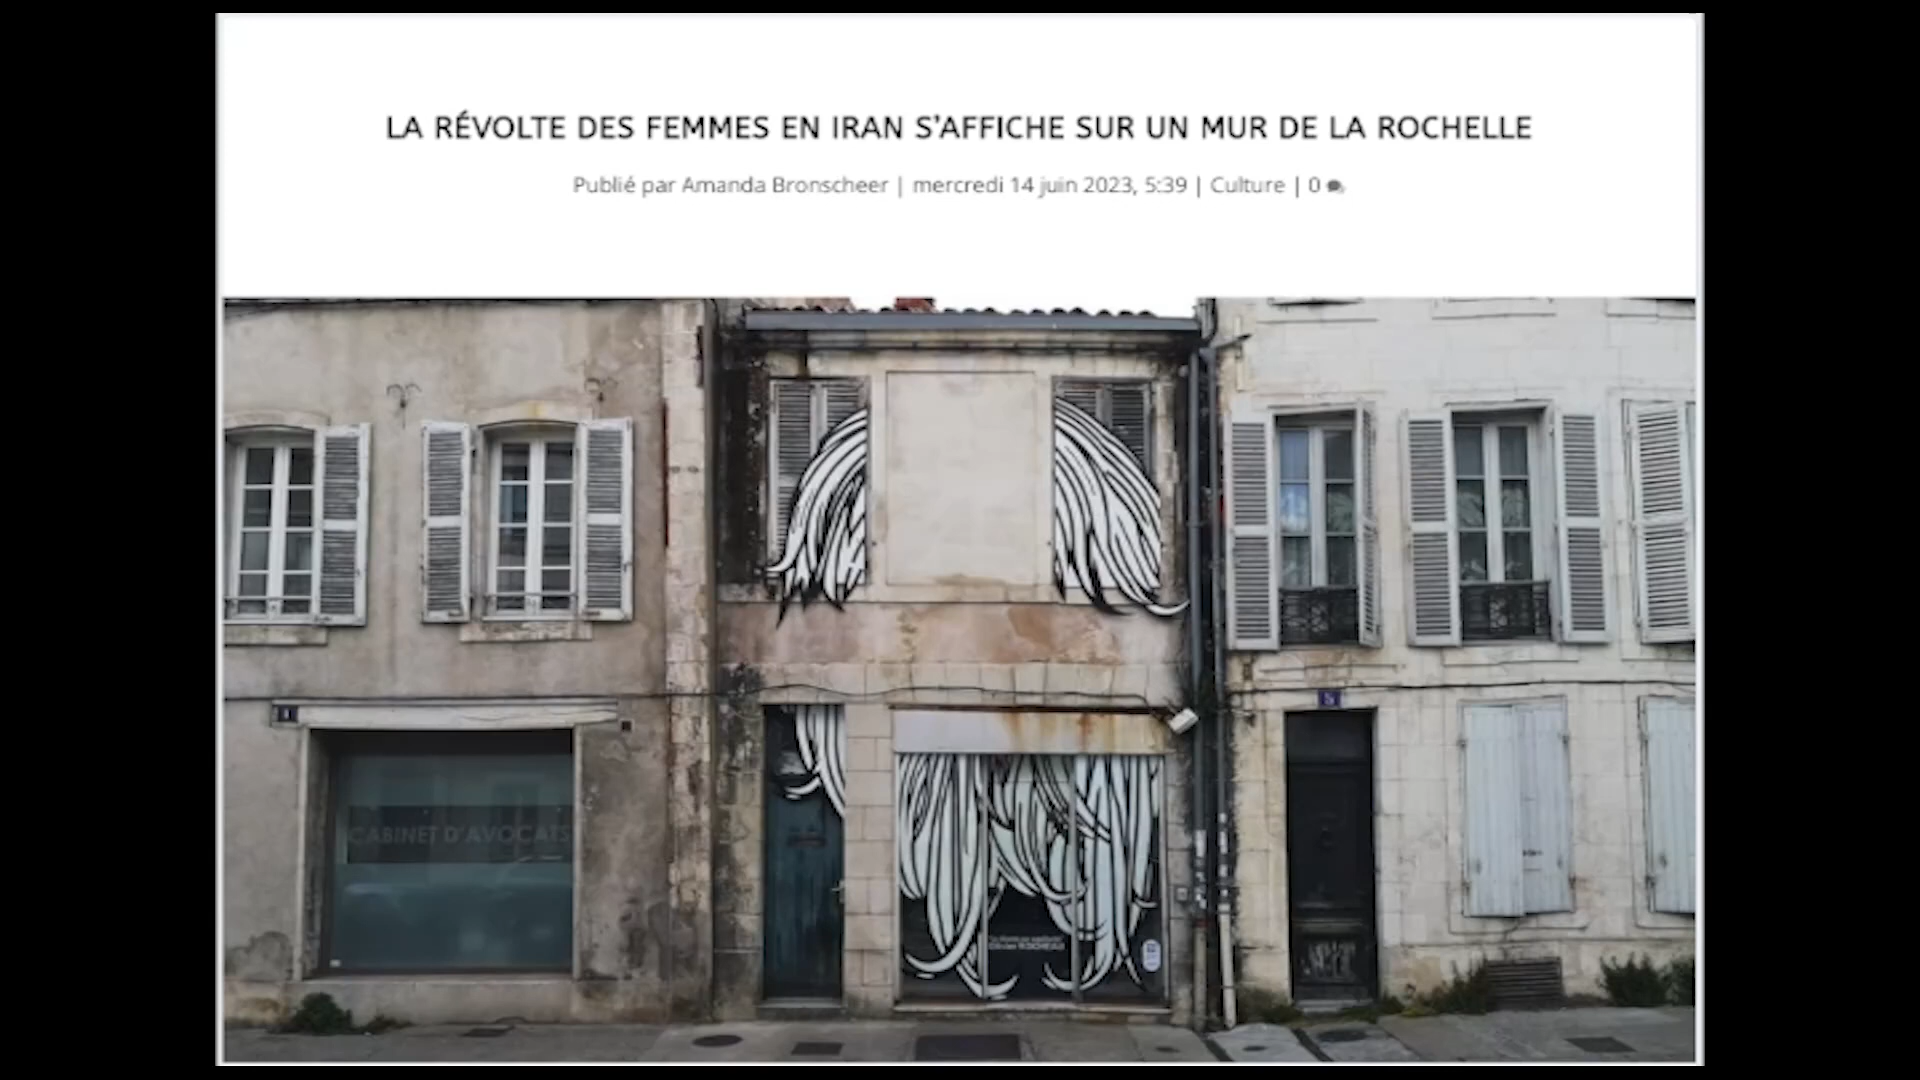 LA RÉVOLTE DES FEMMES EN IRAN S'AFFICHE SUR UN MUR DE LA ROCHELLE
Publié par Amanda Bronscheer | mercredi 14 juin 2023, 5:39 | Culture | 0
CABINET D'AVOCATS